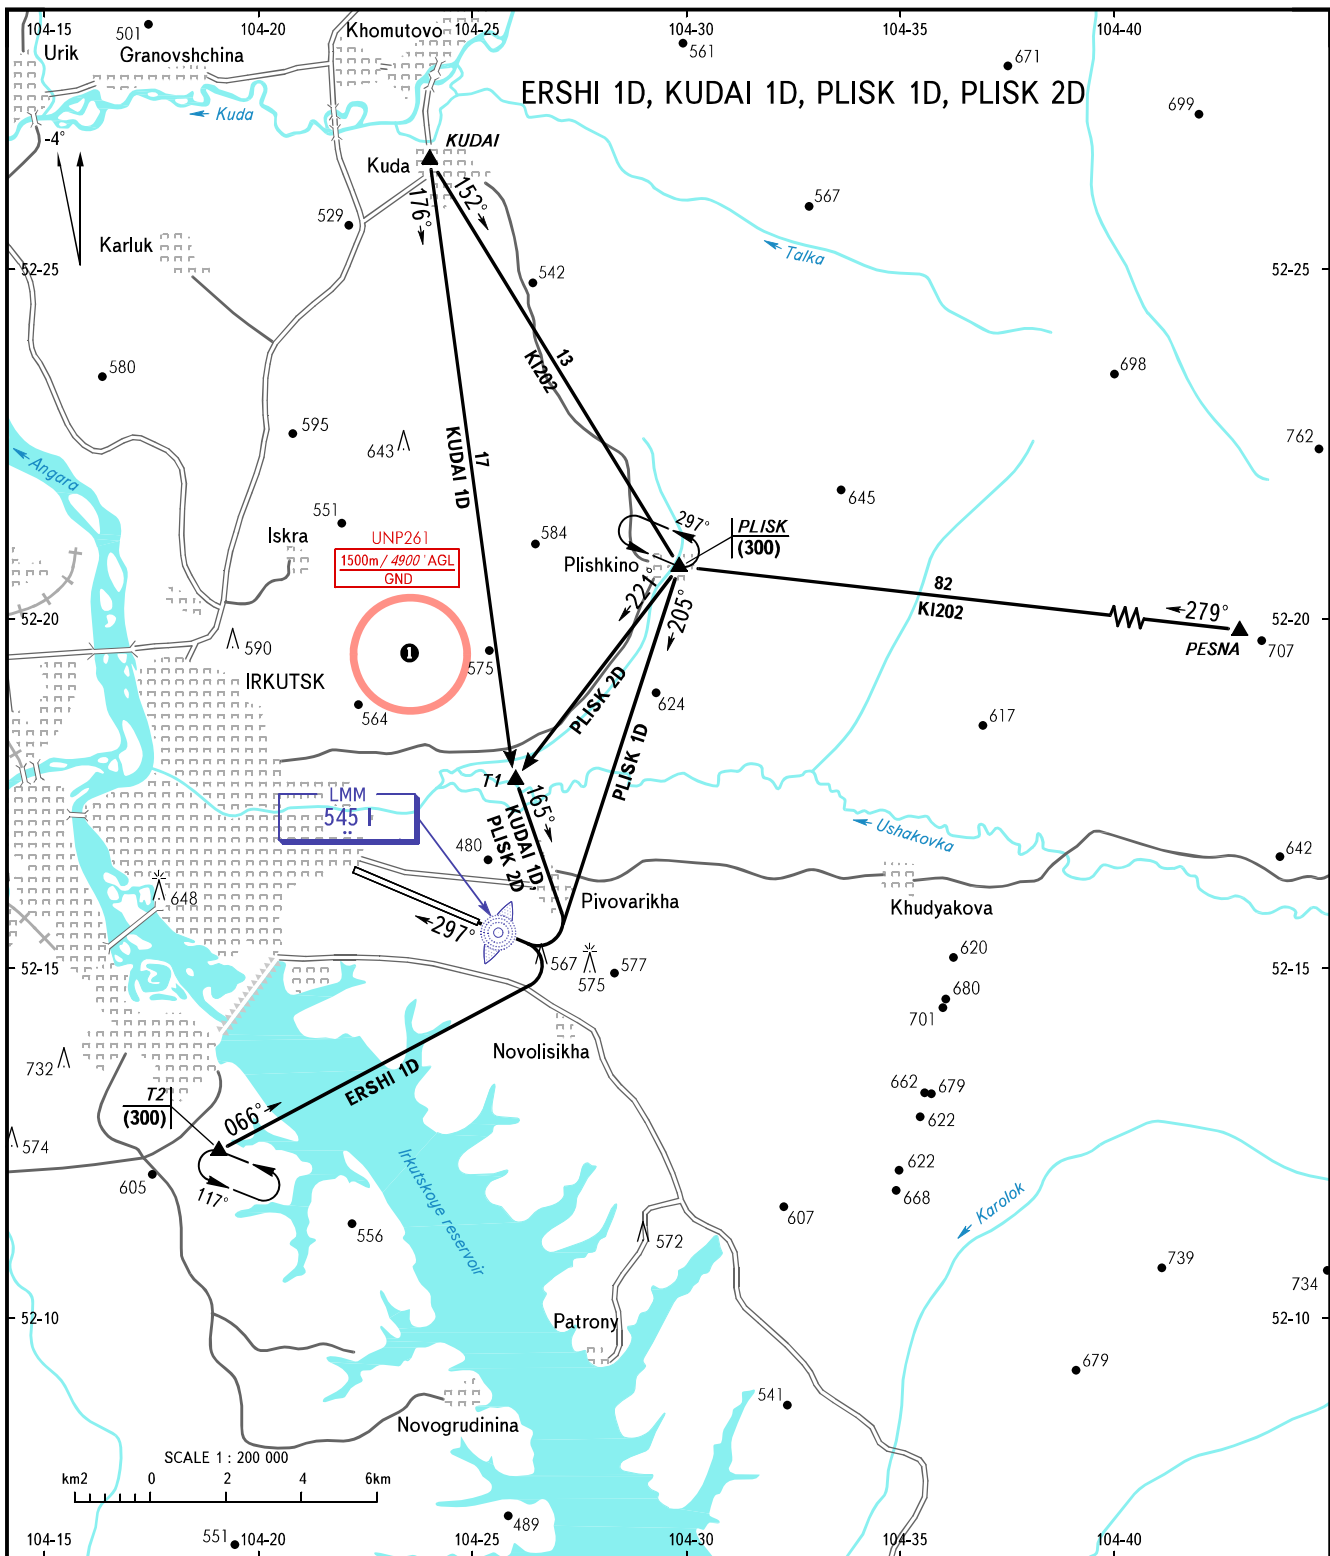 104-15
104-20
104-25
104-30
104-35
104-40
501
Khomutovo
561
Urik
Granovshchina
671
ERSHI 1D, KUDAI 1D, PLISK 1D, PLISK 2D
699
Kuda
-4°
KUDAI
Kuda
152°
176°
567
529
Karluk
Talka
52-25
52-25
542
13
KI202
580
698
595
643
17
KUDAI 1D
762
Angara
645
551
297°
PLISK
(300)
Iskra
UNP261
584
1500m / 4900 'AGL
GND
Plishkino
221°
205°
82
KI202
279°
52-20
52-20
590
1
575
PESNA
707
IRKUTSK
564
PLISK 2D
624
PLISK 1D
617
T1
165°
LMM
545 I
KUDAI 1D,
PLISK 2D
Ushakovka
480
642
648
297°
Pivovarikha
Khudyakova
567
575
577
620
52-15
52-15
680
701
Novolisikha
732
ERSHI 1D
T2
(300)
066°
662
679
622
574
605
117°
Irkutskoye reservoir
622
668
607
Karolok
556
572
739
734
52-10
52-10
Patrony
679
541
Novogrudinina
SCALE 1 : 200 000
km2
0
2
4
6km
489
551
104-15
104-20
104-25
104-30
104-35
104-40